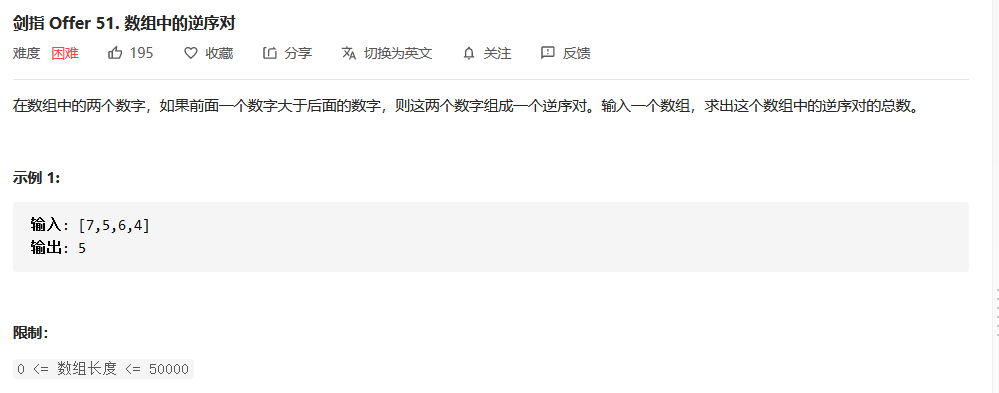 剑指 Offer 51. 数组中的逆序对
难度 困难 195 收藏 分享 切换为英文 关注 反馈
在数组中的两个数字，如果前面一个数字大于后面的数字，则这两个数字组成一个逆序对。输入一个数组，求出这个数组中的逆序对的总数。
示例 1:
输入: [7,5,6,4]
输出: 5
限制：
0 <= 数组长度 <= 50000